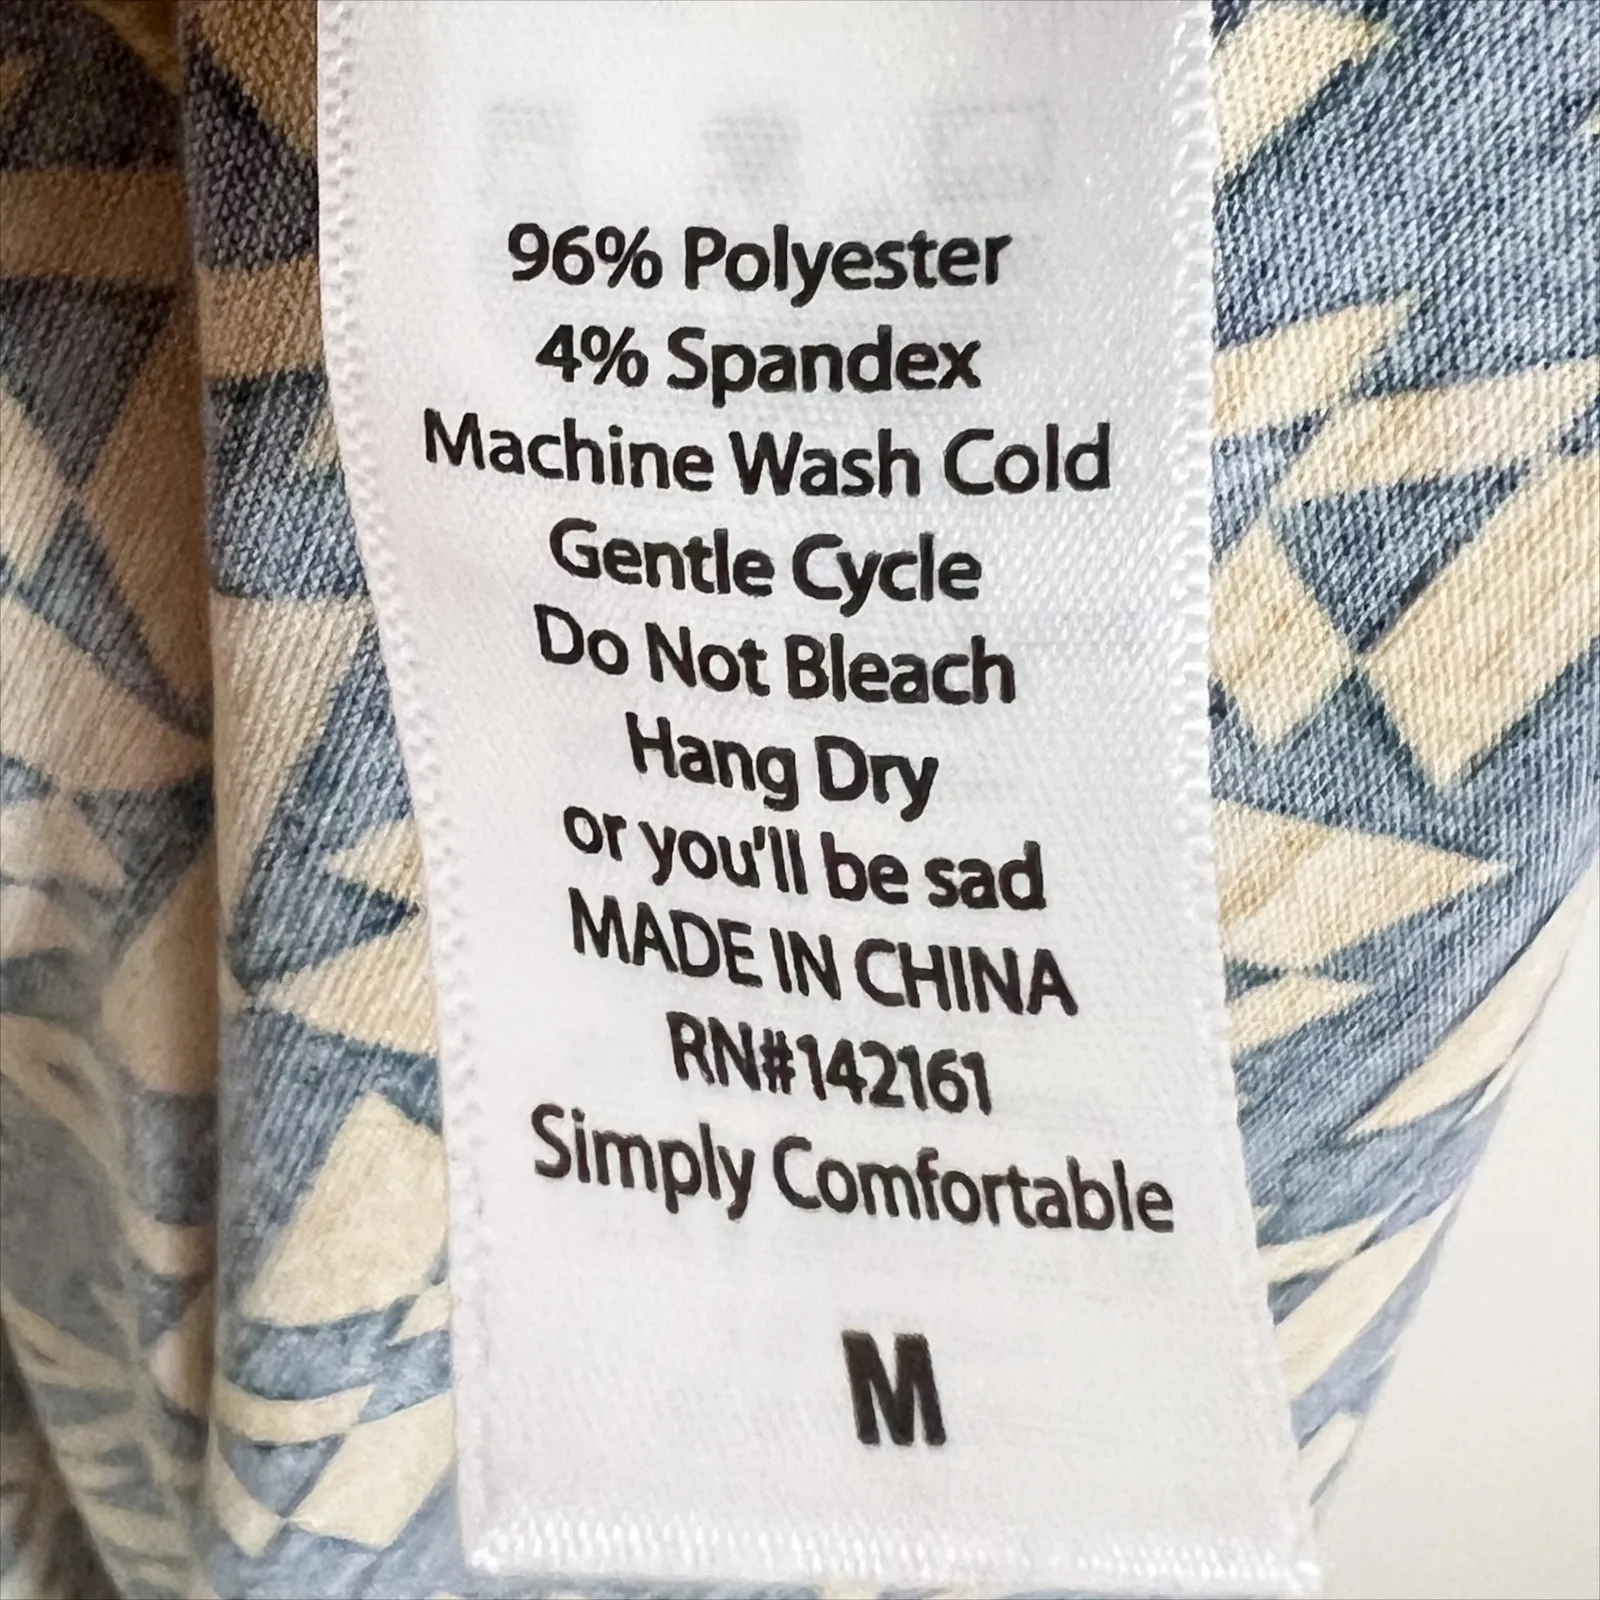 96% Polyester
4% Spandex
Machine Wash Cold
Gentle Cycle
Do Not Bleach
Hang Dry
or you'll be sad
MADE IN CHINA
RN#142161
Simply Comfortable
M